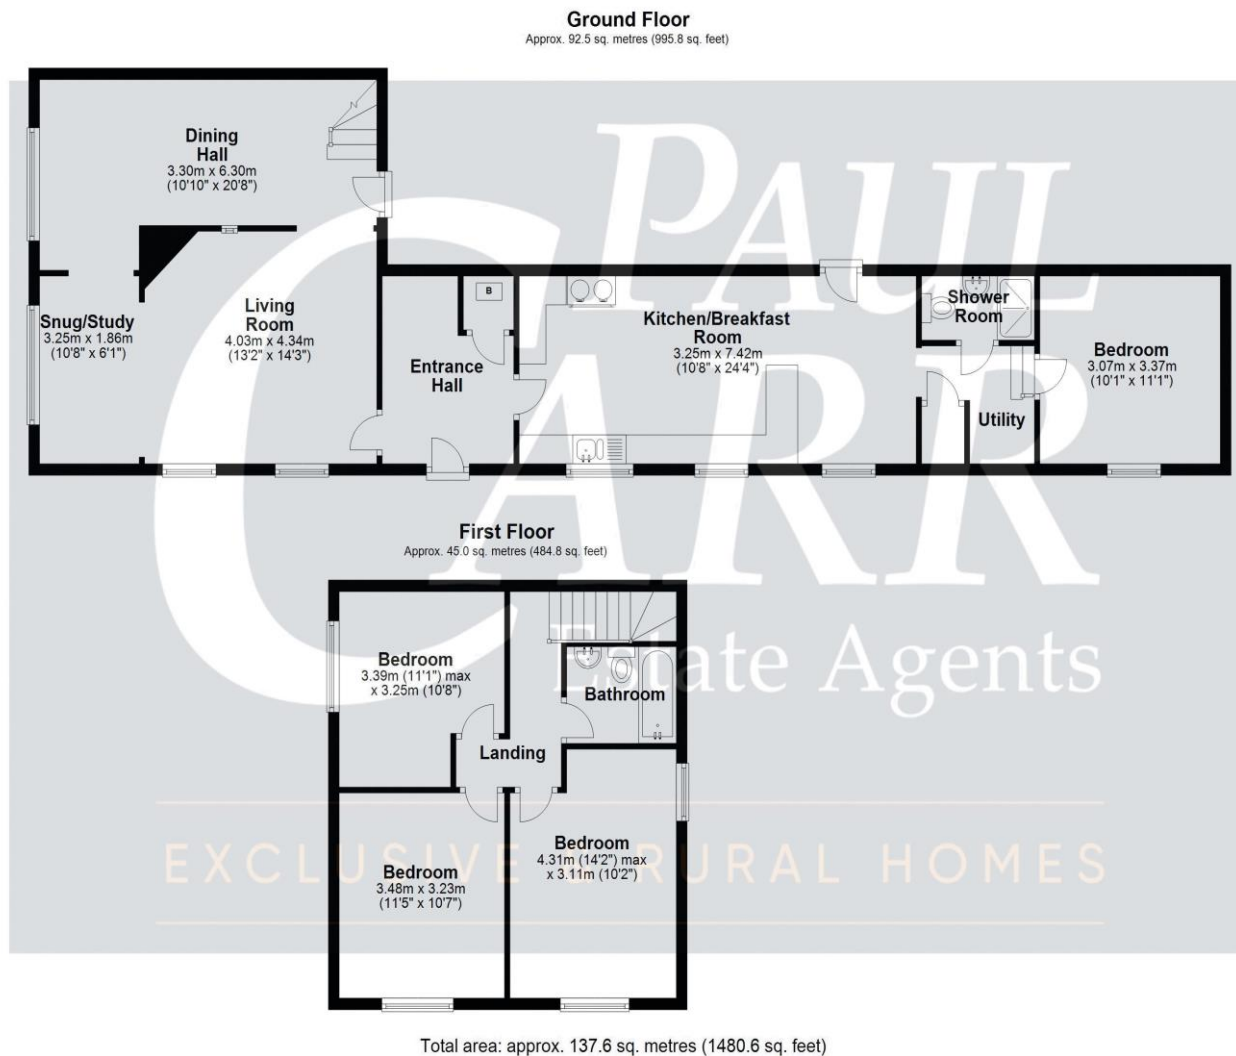 Ground Floor
Approx. 92.5 sq. metres (995.8 sq. feet)
Dining
Hall
3.30m x 6.30m
(10'10" x 20'8")
Snug/Study
3.25m x 1.86m
(10'8" x 6'1")
Living
Room
4.03m x 4.34m
(13'2" x 14'3")
Entrance
Hall
B
Kitchen/Breakfast
Room
3.25m x 7.42m
(10'8" x 24'4")
Shower
Room
Utility
Bedroom
3.07m x 3.37m
(10'1" x 11'1")
First Floor
Approx. 45.0 sq. metres (484.8 sq. feet)
Bedroom
3.39m (11'1") max
x 3.25m (10'8")
Bathroom
Landing
Bedroom
3.48m x 3.23m
(11'5" x 10'7")
Bedroom
4.31m (14'2") max
x 3.11m (10'2")
PAUL
CARR
Estate Agents
EXCLUSIVE & RURAL HOMES
Total area: approx. 137.6 sq. metres (1480.6 sq. feet)